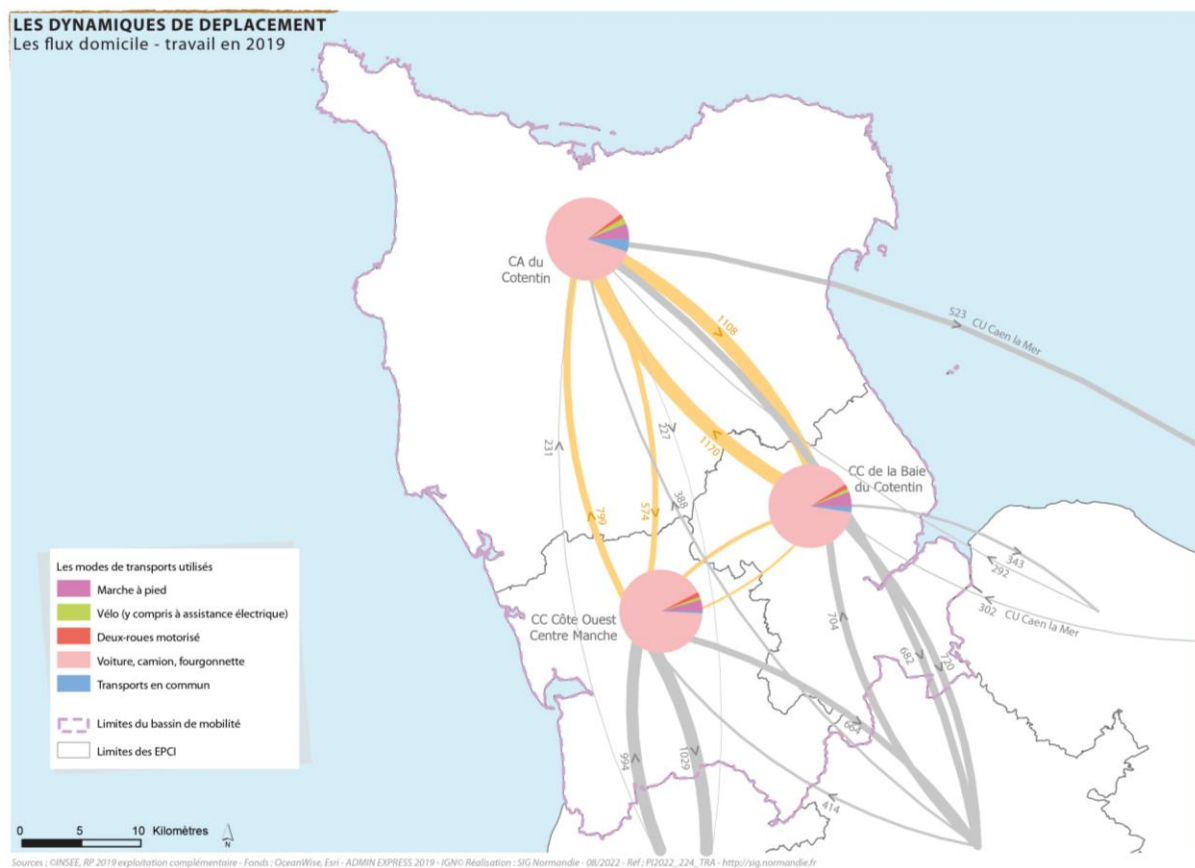 LES DYNAMIQUES DE DEPLACEMENT
Les flux domicile - travail en 2019
CA du
Cotentin
523 CU Caen la Mer
1108
1170
227
231
388
799
574
CC de la Baie
du Cotentin
343
292
302 CU Caen la Mer
CC Côte Ouest
Centre Manche
704
682
720
664
994
1029
414
Les modes de transports utilisés
Marche à pied
Vélo (y compris à assistance électrique)
Deux-roues motorisé
Voiture, camion, fourgonnette
Transports en commun
Limites du bassin de mobilité
Limites des EPCI
0 5 10 Kilomètres
N
Sources : ©INSEE, RP 2019 exploitation complémentaire - Fonds : OceanWise, Esri - ADMIN EXPRESS 2019 - IGN© Réalisation : SIG Normandie - 08/2022 - Réf : PI2022_224_TRA - http://sig.normandie.fr